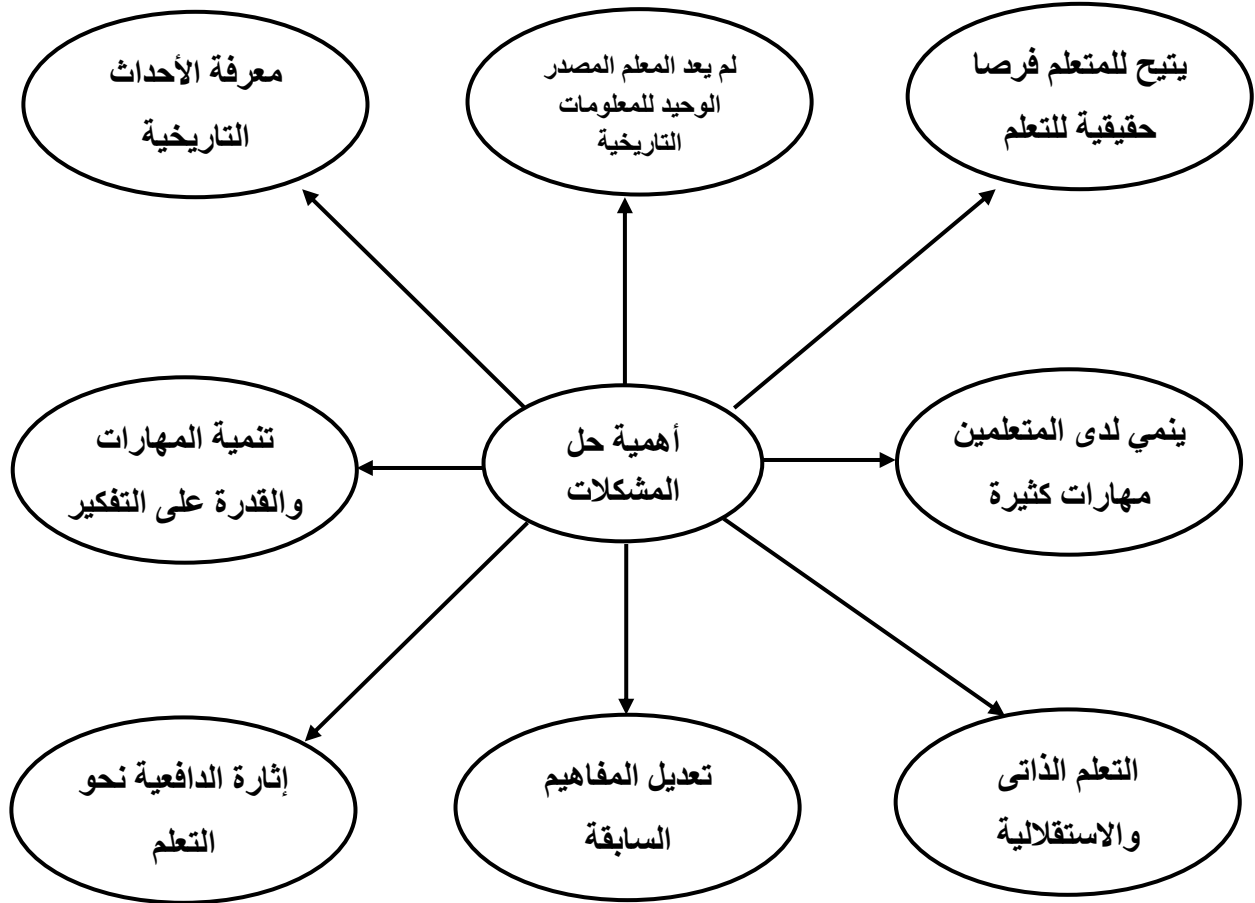 يتيح للمتعلم فرصا
حقيقية للتعلم
لم يعد المعلم المصدر
الوحيد للمعلومات
التاريخية
معرفة الأحداث
التاريخية
ينمي لدى المتعلمين
مهارات كثيرة
أهمية حل
المشكلات
تنمية المهارات
والقدرة على التفكير
التعلم الذاتى
والاستقلالية
تعديل المفاهيم
السابقة
إثارة الدافعية نحو
التعلم